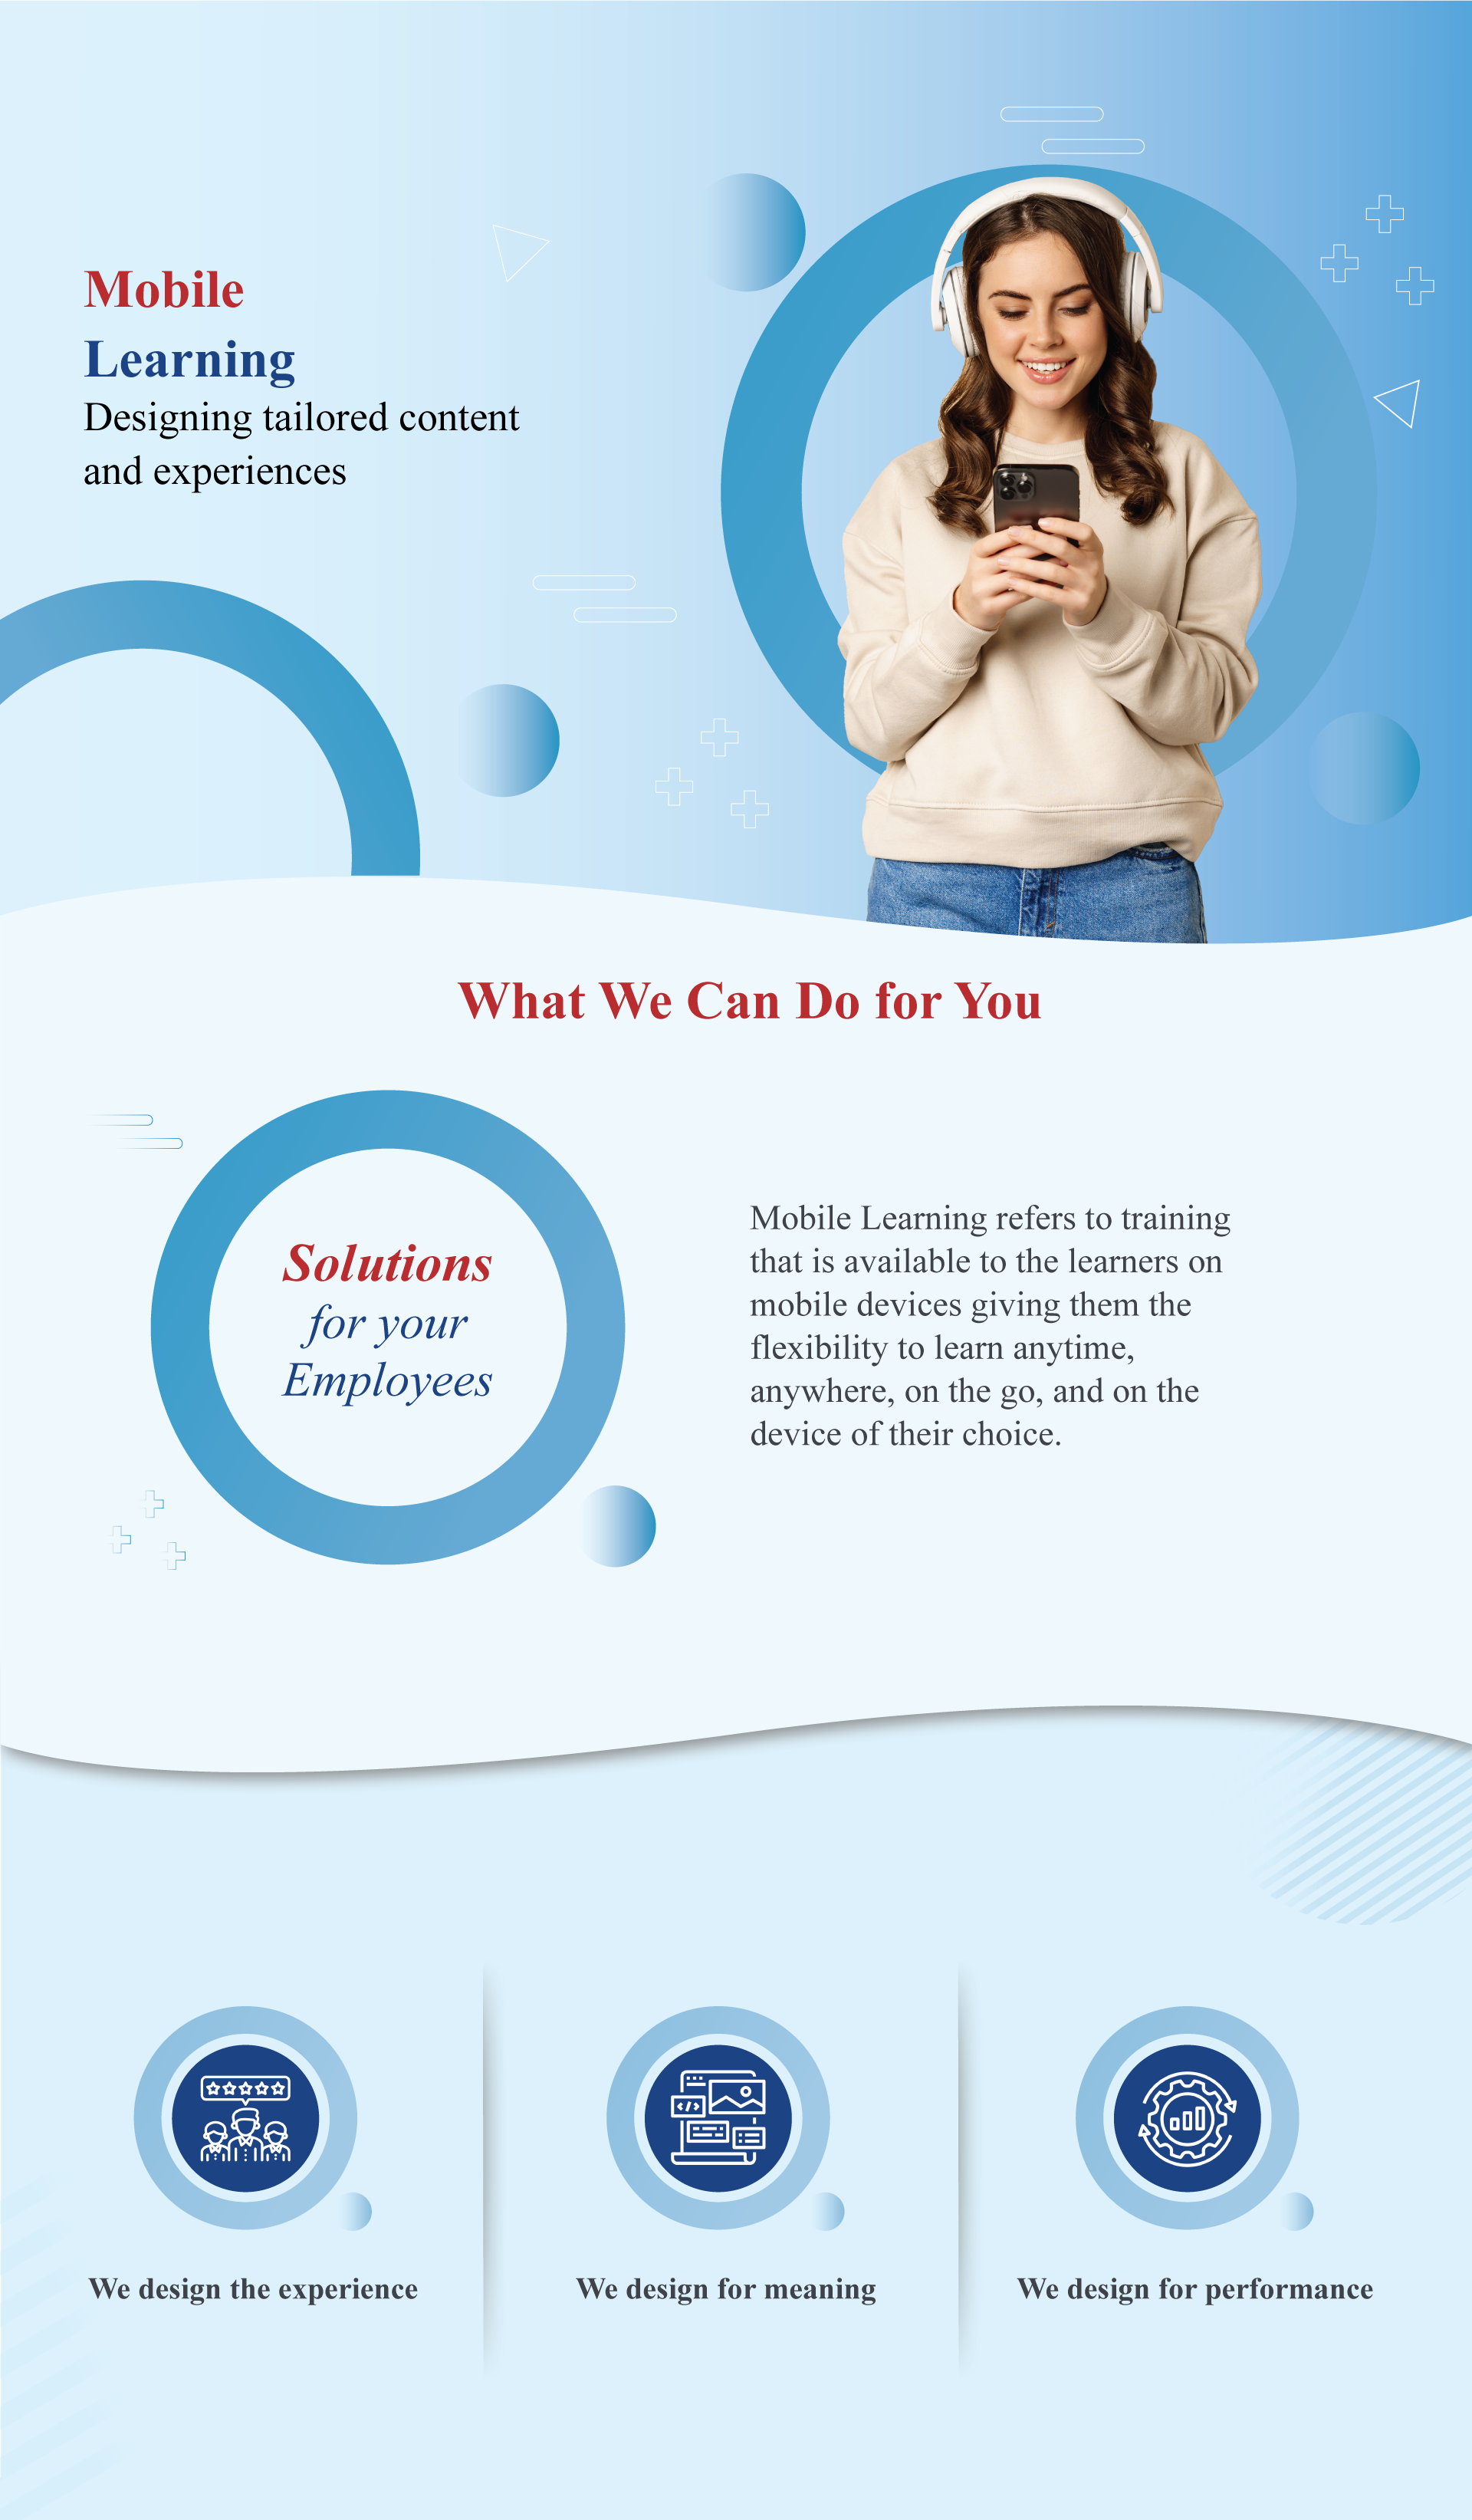 Mobile
Learning
Designing tailored content
and experiences
What We Can Do for You
Solutions
for your
Employees
Mobile Learning refers to training
that is available to the learners on
mobile devices giving them the
flexibility to learn anytime,
anywhere, on the go, and on the
device of their choice.
We design the experience
We design for meaning
We design for performance